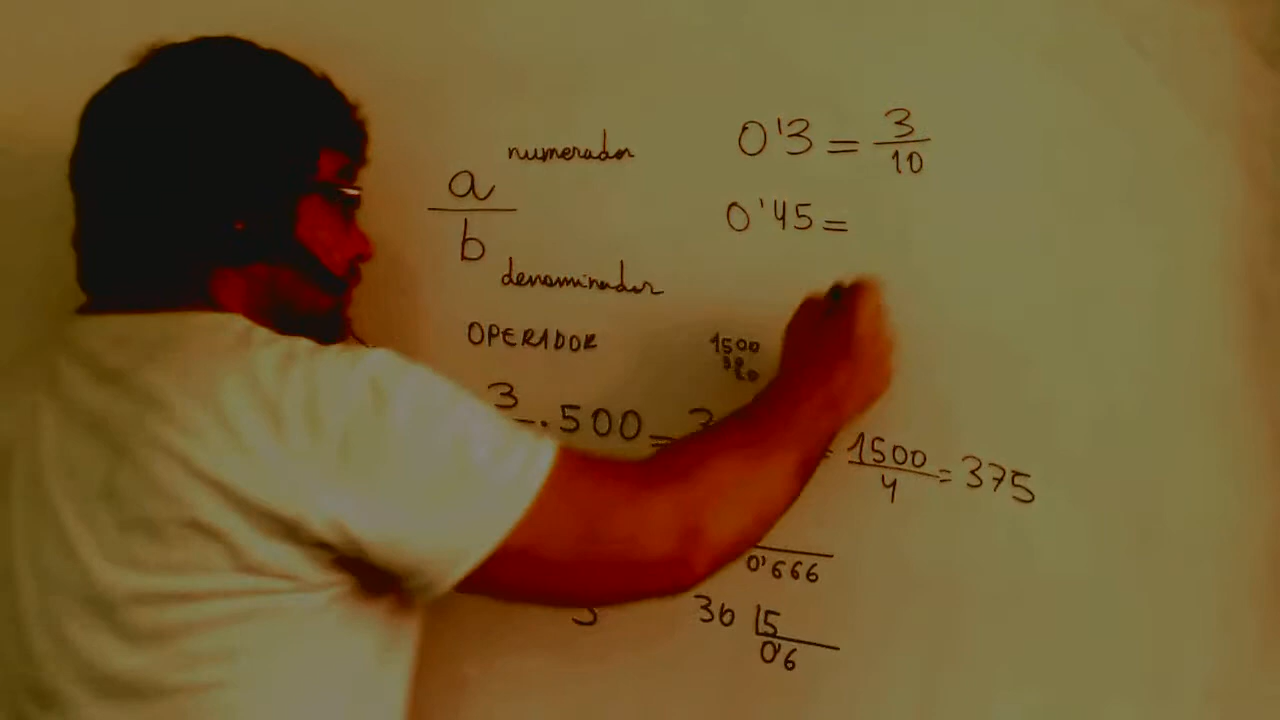 numerador
a
b
denominador
0'3 = 3/10
0'45 =
OPERADOR
1500
3
.500 =
= 1500/4 = 375
0'666
30 5
0'6